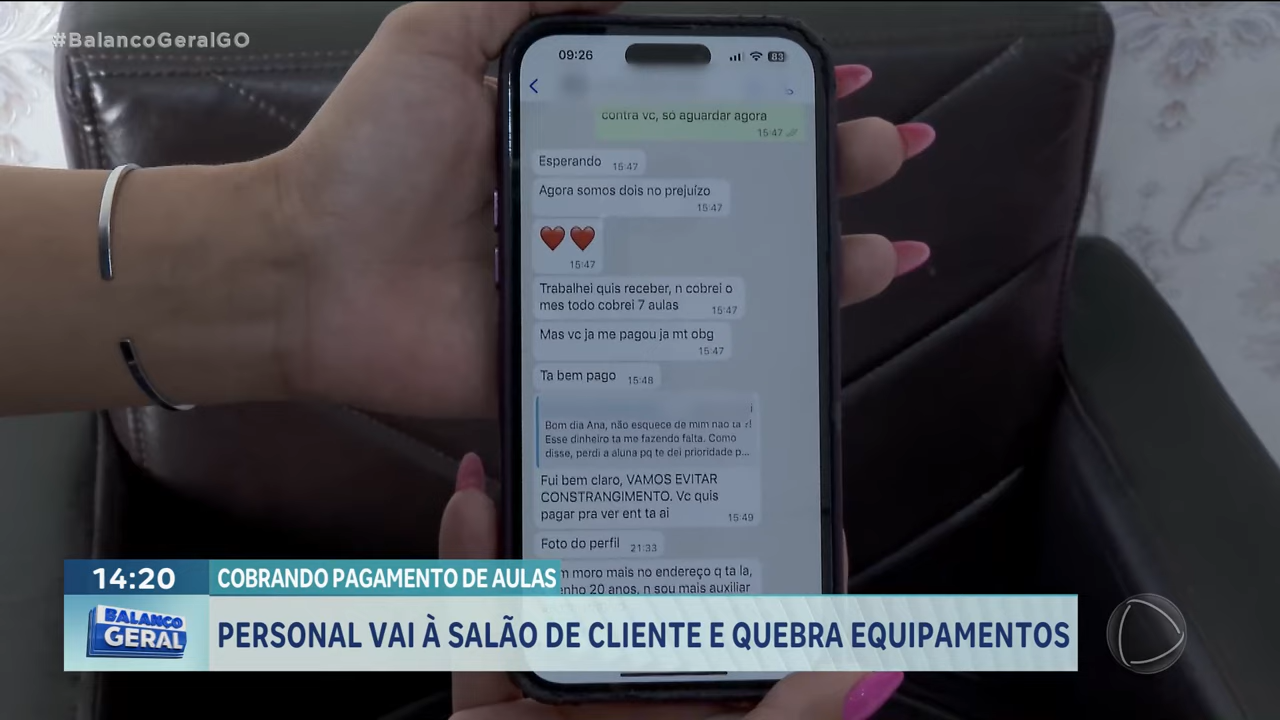 #BalancoGeralGO
09:26
83
contra vc, só aguardar agora
15:47
Esperando 15:47
Agora somos dois no prejuízo
15:47
15:47
Trabalhei quis receber, n cobrei o
mes todo cobrei 7 aulas 15:47
Mas vc ja me pagou ja mt obg
15:47
Ta bem pago 15:48
Bom dia Ana, não esquece de mim nao ta
Esse dinheiro ta me fazendo falta. Como
disse, perdi a aluna pq te dei prioridade p...
Fui bem claro, VAMOS EVITAR
CONSTRANGIMENTO. Vc quis
pagar pra ver ent ta ai 15:49
Foto do perfil 21:33
moro mais no endereço q ta la,
20 anos, n sou mais auxiliar
14:20 COBRANDO PAGAMENTO DE AULAS
BALANCO
GERAL
PERSONAL VAI À SALÃO DE CLIENTE E QUEBRA EQUIPAMENTOS